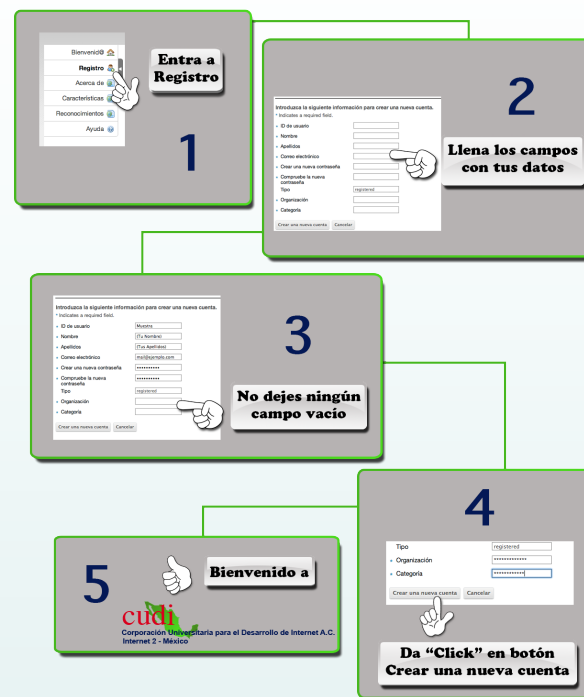 Bienvenid@
Registro
Acerca de
Características
Reconocimientos
Ayuda
Entra a
Registro
1
Introduzca la siguiente información para crear una nueva cuenta.
* Indicates a required field.
ID de usuario
Nombre
Apellidos
Correo electrónico
Crear una nueva contraseña
Compruebe la nueva
contraseña
Tipo registered
Organización
Categoría
Crear una nueva cuenta Cancelar
2
Llena los campos
con tus datos
Introduzca la siguiente información para crear una nueva cuenta.
* Indicates a required field.
ID de usuario Muestra
Nombre (Tu Nombre)
Apellidos (Tus Apellidos)
Correo electrónico mail@ejemplo.com
Crear una nueva contraseña ••••••••••
Compruebe la nueva ••••••••••
contraseña
Tipo registered
Organización
Categoría
Crear una nueva cuenta Cancelar
3
No dejes ningún
campo vacío
4
Tipo registered
Organización •••••••••••••
Categoría ••••••••••••
Crear una nueva cuenta Cancelar
Da “Click” en botón
Crear una nueva cuenta
5
Bienvenido a
cudi
Corporación Universitaria para el Desarrollo de Internet A.C.
Internet 2 - México